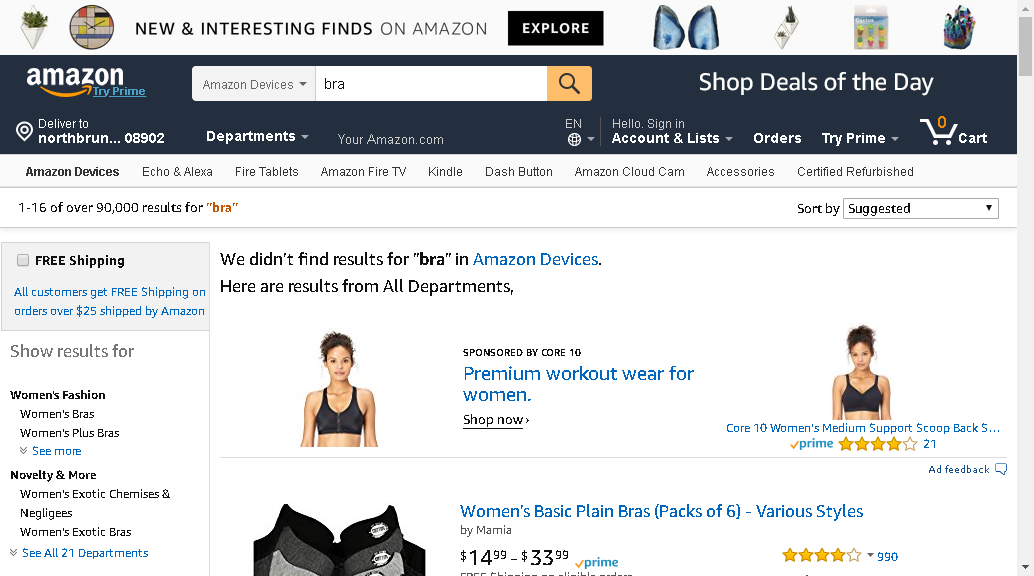 NEW & INTERESTING FINDS ON AMAZON EXPLORE
Cactus
amazon
Try Prime
Amazon Devices bra
Shop Deals of the Day
Deliver to
northbrun... 08902
Departments
Your Amazon.com
EN
Hello. Sign in
Account & Lists
Orders
Try Prime
0
Cart
Amazon Devices Echo & Alexa Fire Tablets Amazon Fire TV Kindle Dash Button Amazon Cloud Cam Accessories Certified Refurbished
1-16 of over 90,000 results for "bra"
Sort by Suggested
FREE Shipping
All customers get FREE Shipping on
orders over $25 shipped by Amazon
Show results for
Women's Fashion
Women's Bras
Women's Plus Bras
See more
Novelty & More
Women's Exotic Chemises &
Negligees
Women's Exotic Bras
See All 21 Departments
We didn't find results for "bra" in Amazon Devices.
Here are results from All Departments,
SPONSORED BY CORE 10
Premium workout wear for
women.
Shop now ›
Core 10 Women's Medium Support Scoop Back S...
prime 21
Ad feedback
Women's Basic Plain Bras (Packs of 6) - Various Styles
by Mamia
$14 99 - $33 99 prime
990
FREE Shipping on eligible orders